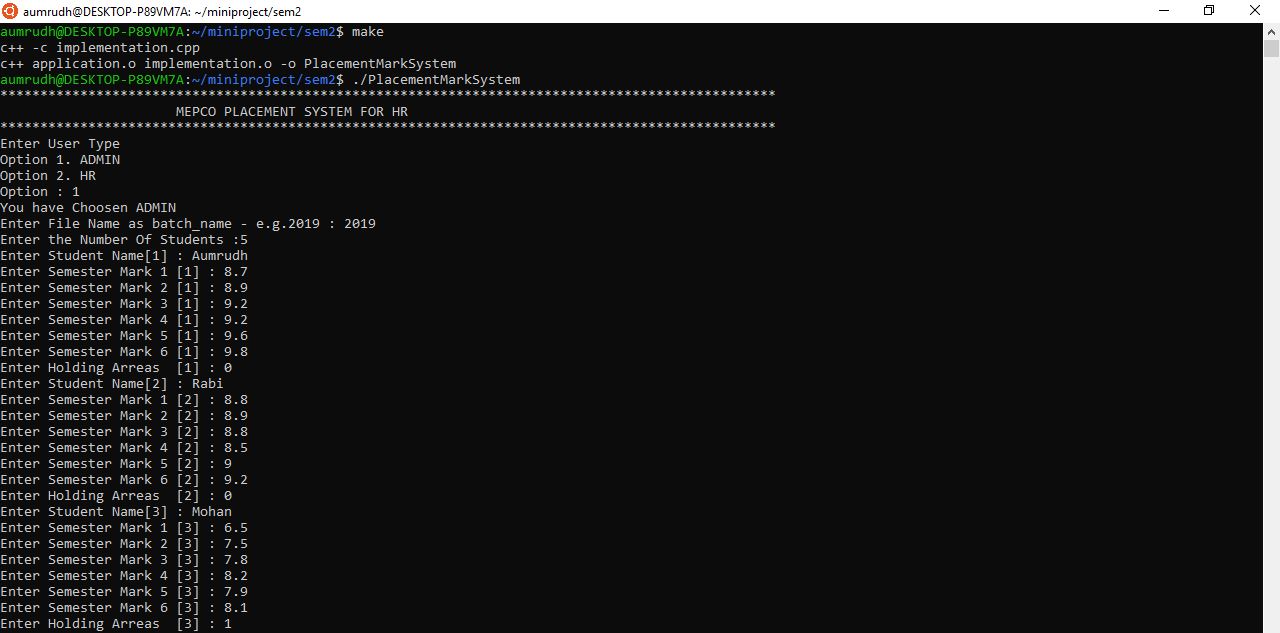 aumrudh@DESKTOP-P89VM7A: ~/miniproject/sem2
aumrudh@DESKTOP-P89VM7A:~/miniproject/sem2$ make
c++ -c implementation.cpp
c++ application.o implementation.o -o PlacementMarkSystem
aumrudh@DESKTOP-P89VM7A:~/miniproject/sem2$ ./PlacementMarkSystem
*************************************************************************************************
MEPCO PLACEMENT SYSTEM FOR HR
*************************************************************************************************
Enter User Type
Option 1. ADMIN
Option 2. HR
Option : 1
You have Choosen ADMIN
Enter File Name as batch_name - e.g.2019 : 2019
Enter the Number Of Students :5
Enter Student Name[1] : Aumrudh
Enter Semester Mark 1 [1] : 8.7
Enter Semester Mark 2 [1] : 8.9
Enter Semester Mark 3 [1] : 9.2
Enter Semester Mark 4 [1] : 9.2
Enter Semester Mark 5 [1] : 9.6
Enter Semester Mark 6 [1] : 9.8
Enter Holding Arreas  [1] : 0
Enter Student Name[2] : Rabi
Enter Semester Mark 1 [2] : 8.8
Enter Semester Mark 2 [2] : 8.9
Enter Semester Mark 3 [2] : 8.8
Enter Semester Mark 4 [2] : 8.5
Enter Semester Mark 5 [2] : 9
Enter Semester Mark 6 [2] : 9.2
Enter Holding Arreas  [2] : 0
Enter Student Name[3] : Mohan
Enter Semester Mark 1 [3] : 6.5
Enter Semester Mark 2 [3] : 7.5
Enter Semester Mark 3 [3] : 7.8
Enter Semester Mark 4 [3] : 8.2
Enter Semester Mark 5 [3] : 7.9
Enter Semester Mark 6 [3] : 8.1
Enter Holding Arreas  [3] : 1